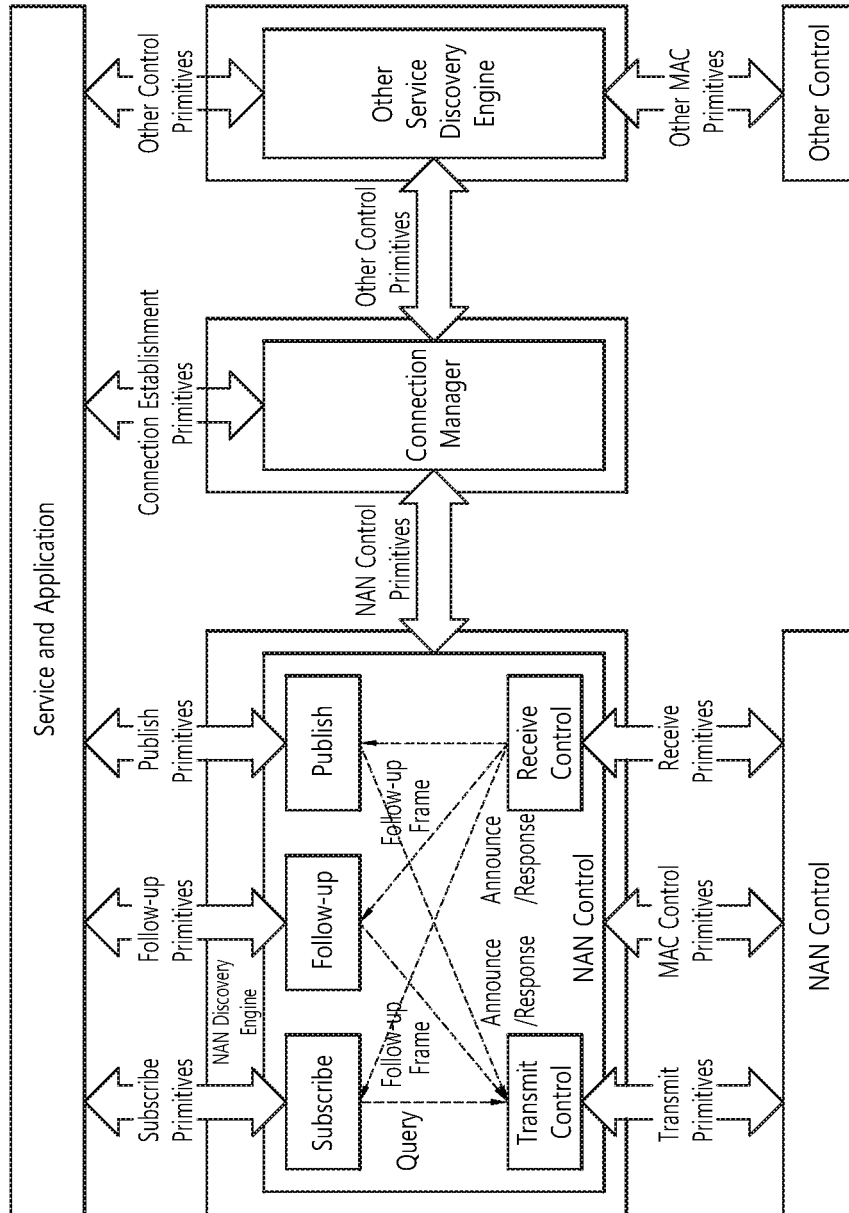 Service and Application
Subscribe
Primitives
Follow-up
Primitives
Publish
Primitives
Connection Establishment
Primitives
Other Control
Primitives
NAN Discovery
Engine
Subscribe
Follow-up
Publish
NAN Control
Primitives
Connection
Manager
Other Control
Primitives
Other
Service
Discovery
Engine
Query
Follow-up
Frame
Follow-up
Frame
Announce
/Response
Announce
/Response
Transmit
Control
Receive
Control
NAN Control
Transmit
Primitives
MAC Control
Primitives
Receive
Primitives
Other MAC
Primitives
NAN Control
Other Control